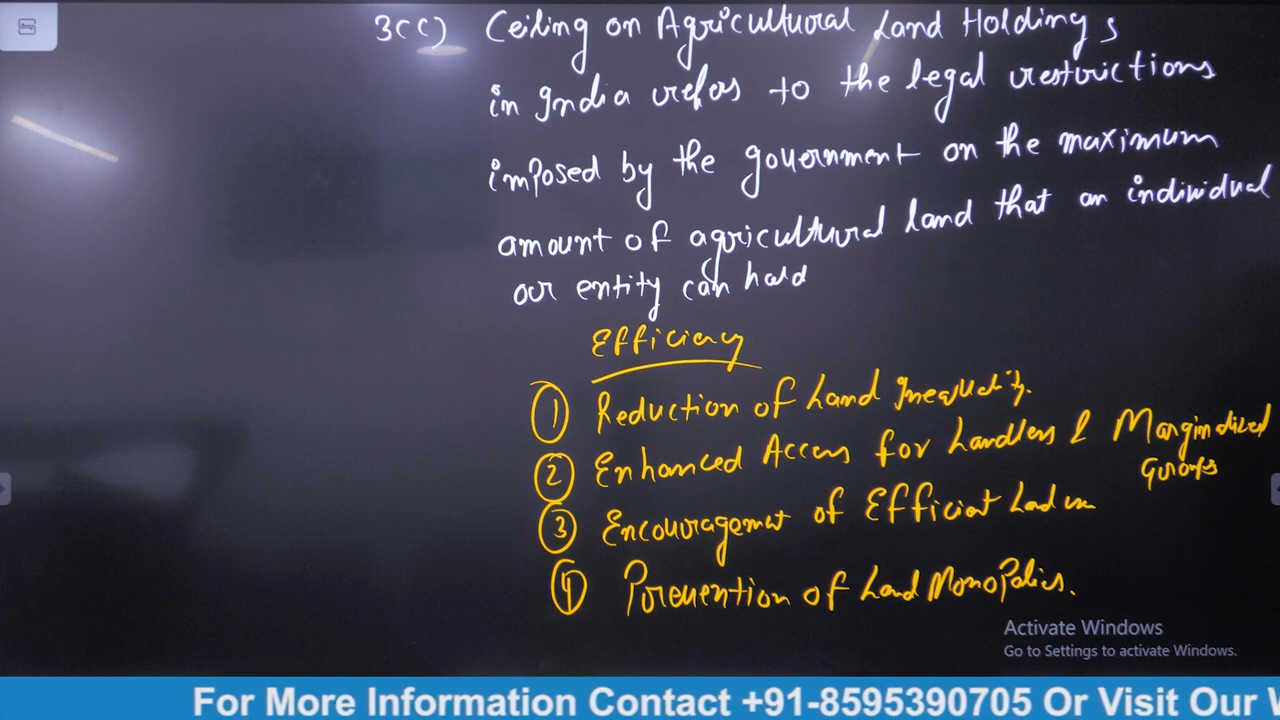 3(c) Ceiling on Agricultural Land Holdings
in India refers to the legal restrictions
imposed by the government on the maximum
amount of agricultural land that an individual
or entity can hold
Efficiacy
① Reduction of Land Inequality.
② Enhanced Access for Landless & Marginalized
Groups
③ Encouragement of Efficient Land use
④ Prevention of Land Monopolies.
Activate Windows
Go to Settings to activate Windows.
For More Information Contact +91-8595390705 Or Visit Our W